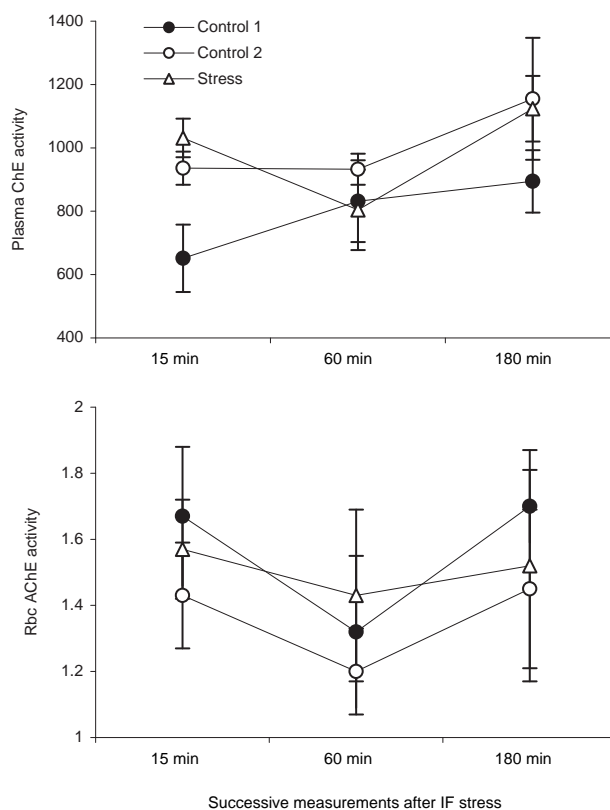 1400
Control 1
Control 2
1200
Stress
1000
800
600
400
Plasma ChE activity
15 min 60 min 180 min
2
1.8
1.6
1.4
1.2
1
Rbc AChE activity
15 min 60 min 180 min
Successive measurements after IF stress